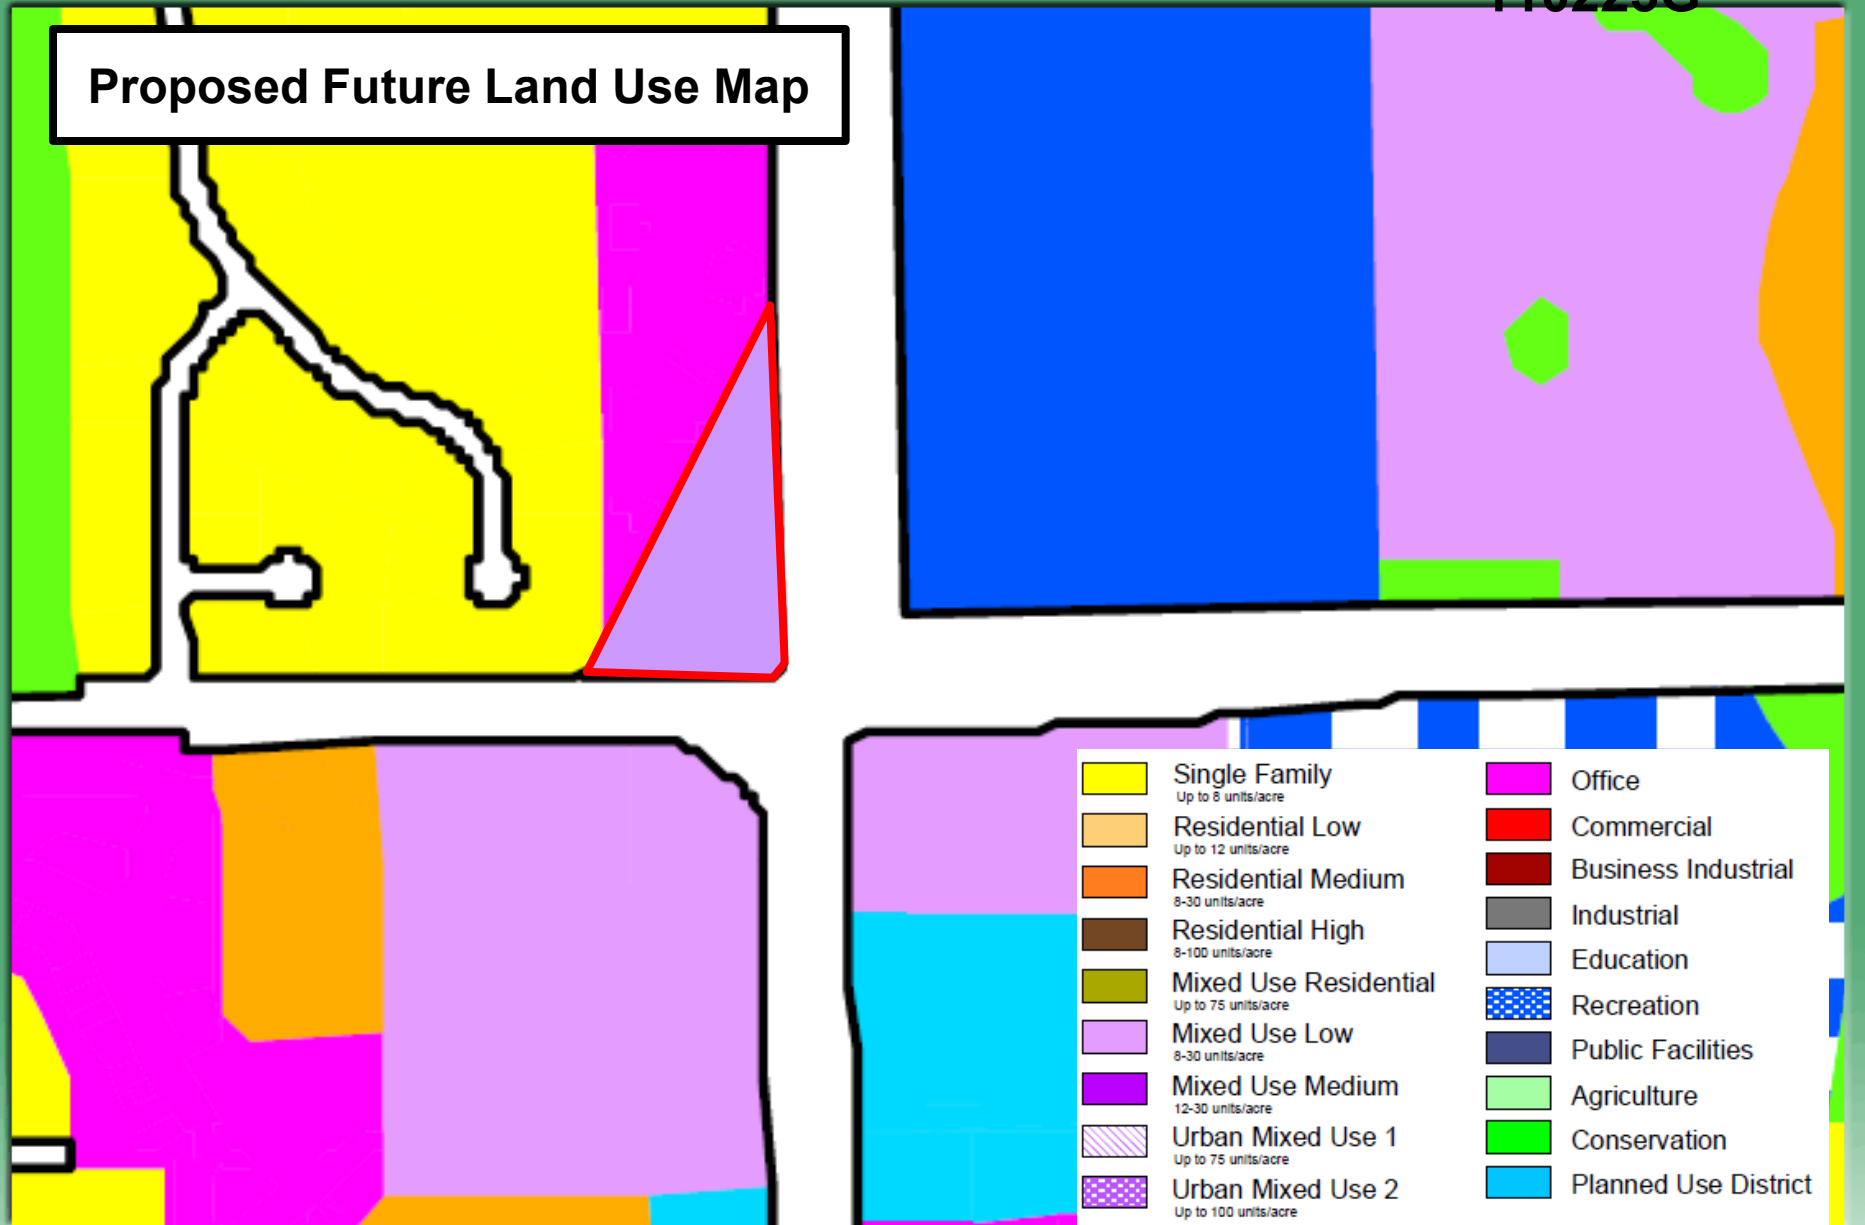 Proposed Future Land Use Map
Single Family
Up to 8 units/acre
Residential Low
Up to 12 units/acre
Residential Medium
8-30 units/acre
Residential High
8-100 units/acre
Mixed Use Residential
Up to 75 units/acre
Mixed Use Low
8-30 units/acre
Mixed Use Medium
12-30 units/acre
Urban Mixed Use 1
Up to 75 units/acre
Urban Mixed Use 2
Up to 100 units/acre
Office
Commercial
Business Industrial
Industrial
Education
Recreation
Public Facilities
Agriculture
Conservation
Planned Use District